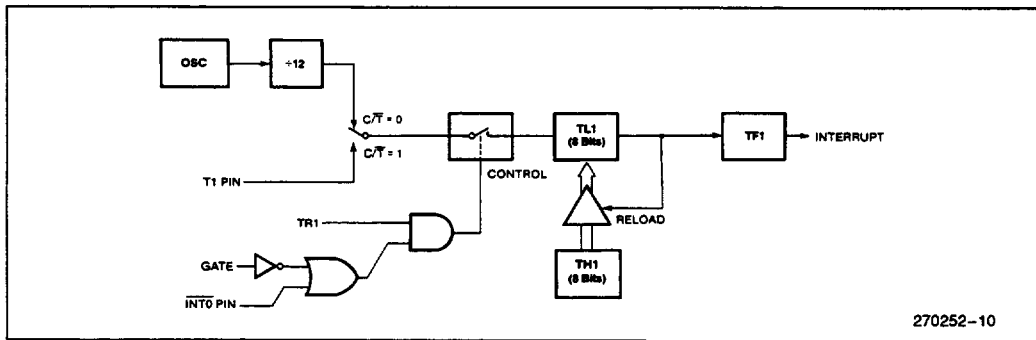 OSC
÷12
C/T̅ = 0
C/T̅ = 1
T1 PIN
CONTROL
TL1
(8 Bits)
TF1
INTERRUPT
TR1
RELOAD
GATE
I̅N̅T̅0̅ PIN
TH1
(8 Bits)
270252–10